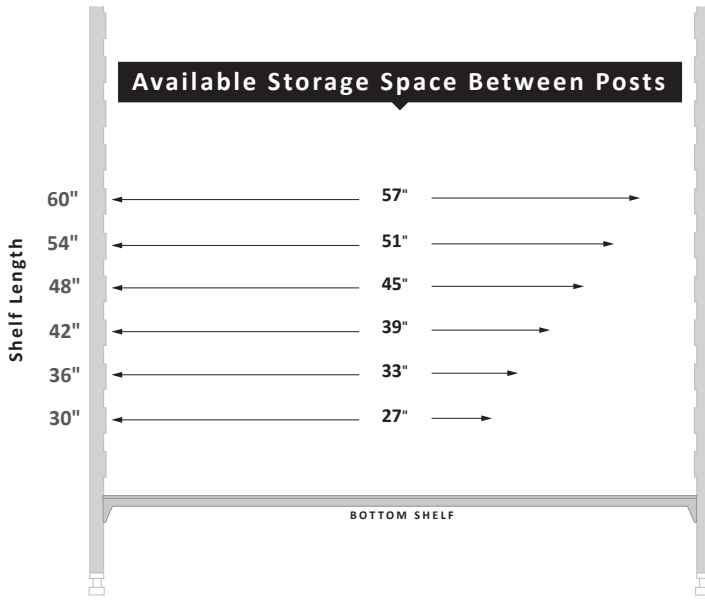 Available Storage Space Between Posts
Shelf Length
60" 57"
54" 51"
48" 45"
42" 39"
36" 33"
30" 27"
BOTTOM SHELF